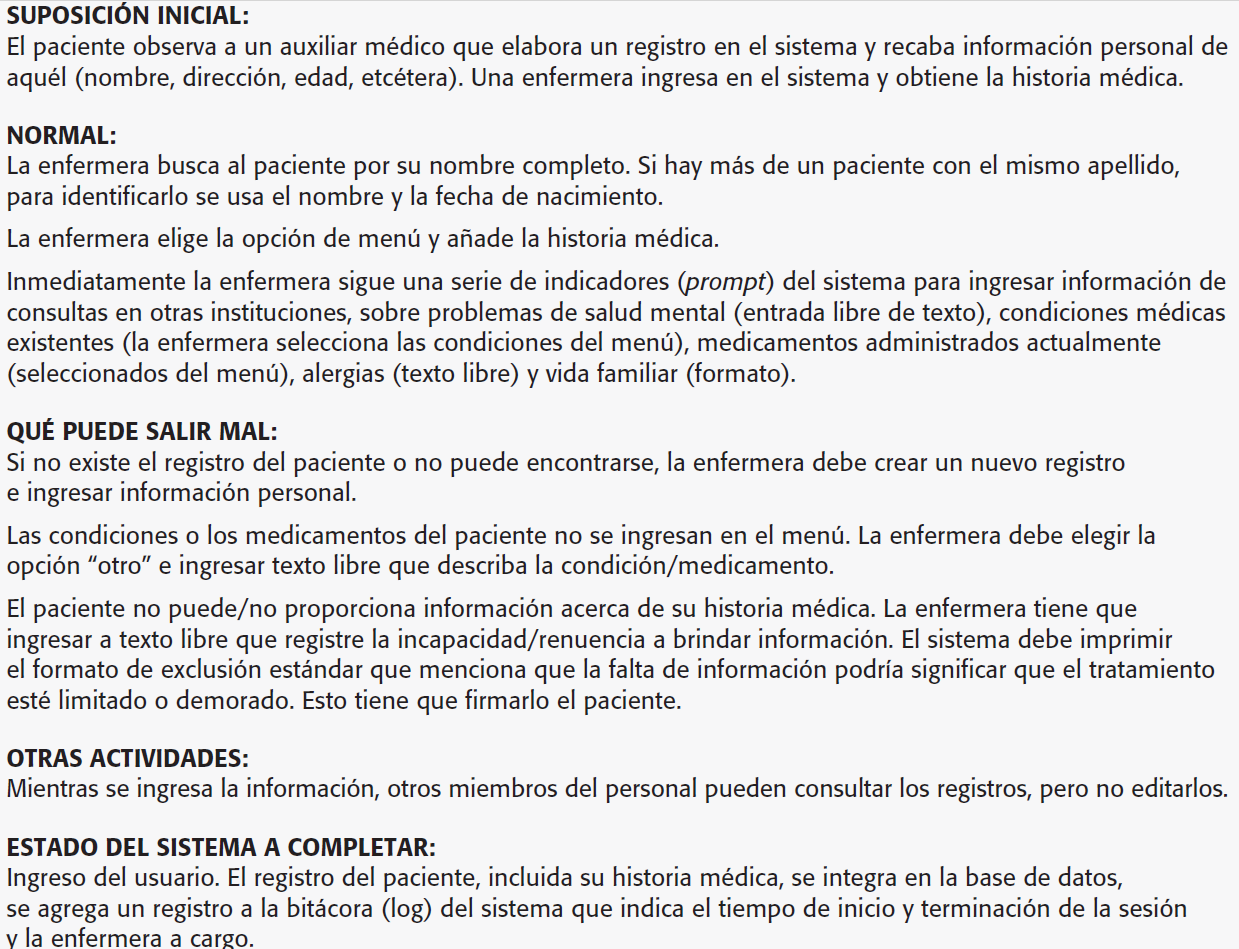 SUPOSICIÓN INICIAL:
El paciente observa a un auxiliar médico que elabora un registro en el sistema y recaba información personal de
aquél (nombre, dirección, edad, etcétera). Una enfermera ingresa en el sistema y obtiene la historia médica.
NORMAL:
La enfermera busca al paciente por su nombre completo. Si hay más de un paciente con el mismo apellido,
para identificarlo se usa el nombre y la fecha de nacimiento.
La enfermera elige la opción de menú y añade la historia médica.
Inmediatamente la enfermera sigue una serie de indicadores (prompt) del sistema para ingresar información de
consultas en otras instituciones, sobre problemas de salud mental (entrada libre de texto), condiciones médicas
existentes (la enfermera selecciona las condiciones del menú), medicamentos administrados actualmente
(seleccionados del menú), alergias (texto libre) y vida familiar (formato).
QUÉ PUEDE SALIR MAL:
Si no existe el registro del paciente o no puede encontrarse, la enfermera debe crear un nuevo registro
e ingresar información personal.
Las condiciones o los medicamentos del paciente no se ingresan en el menú. La enfermera debe elegir la
opción “otro” e ingresar texto libre que describa la condición/medicamento.
El paciente no puede/no proporciona información acerca de su historia médica. La enfermera tiene que
ingresar a texto libre que registre la incapacidad/renuencia a brindar información. El sistema debe imprimir
el formato de exclusión estándar que menciona que la falta de información podría significar que el tratamiento
esté limitado o demorado. Esto tiene que firmarlo el paciente.
OTRAS ACTIVIDADES:
Mientras se ingresa la información, otros miembros del personal pueden consultar los registros, pero no editarlos.
ESTADO DEL SISTEMA A COMPLETAR:
Ingreso del usuario. El registro del paciente, incluida su historia médica, se integra en la base de datos,
se agrega un registro a la bitácora (log) del sistema que indica el tiempo de inicio y terminación de la sesión
y la enfermera a cargo.